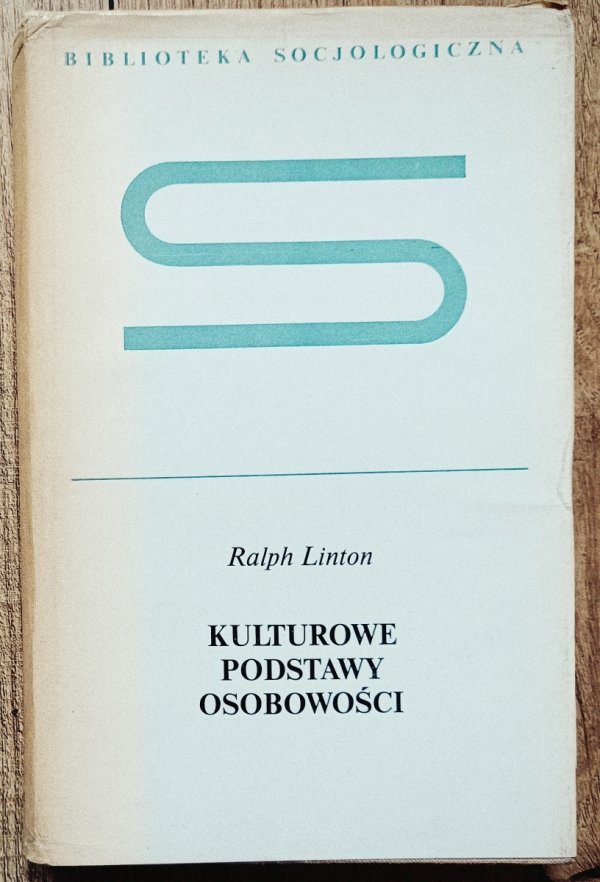 BIBLIOTEKA SOCJOLOGICZNA
Ralph Linton
KULTUROWE
PODSTAWY
OSOBOWOŚCI